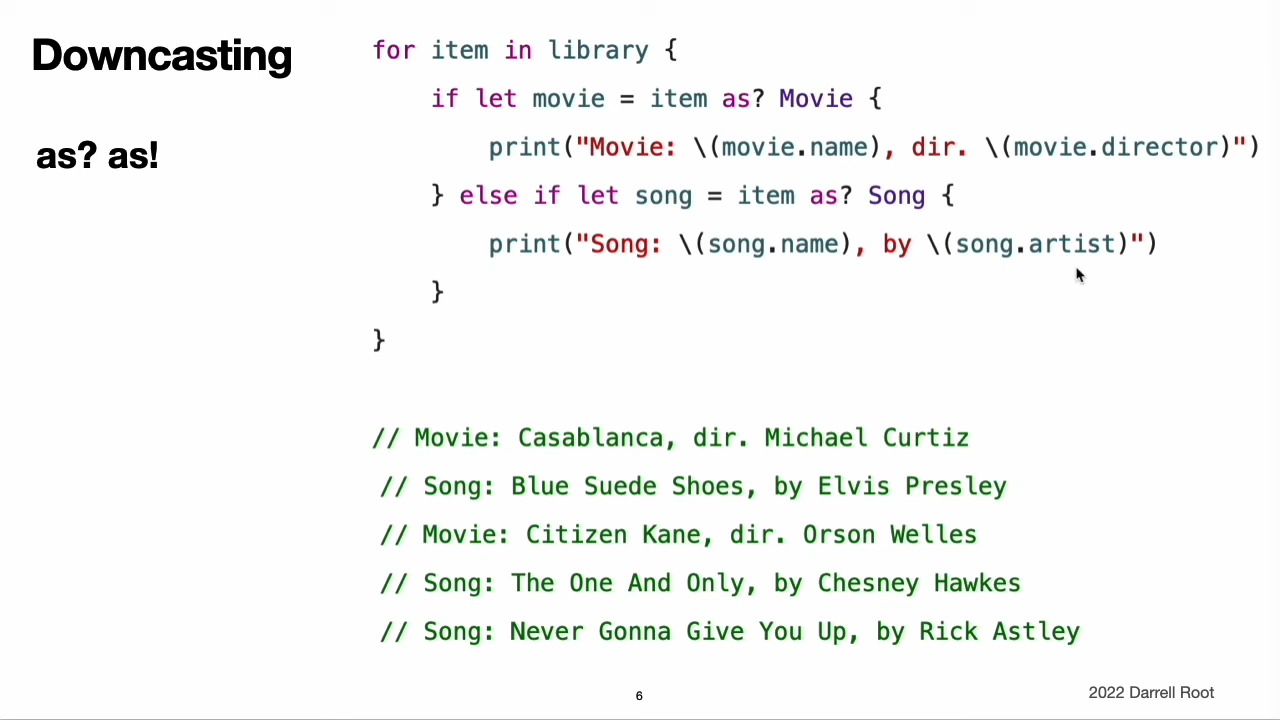 Downcasting
as? as!
for item in library {
    if let movie = item as? Movie {
        print("Movie: \(movie.name), dir. \(movie.director)")
    } else if let song = item as? Song {
        print("Song: \(song.name), by \(song.artist)")
    }
}
// Movie: Casablanca, dir. Michael Curtiz
// Song: Blue Suede Shoes, by Elvis Presley
// Movie: Citizen Kane, dir. Orson Welles
// Song: The One And Only, by Chesney Hawkes
// Song: Never Gonna Give You Up, by Rick Astley
6
2022 Darrell Root